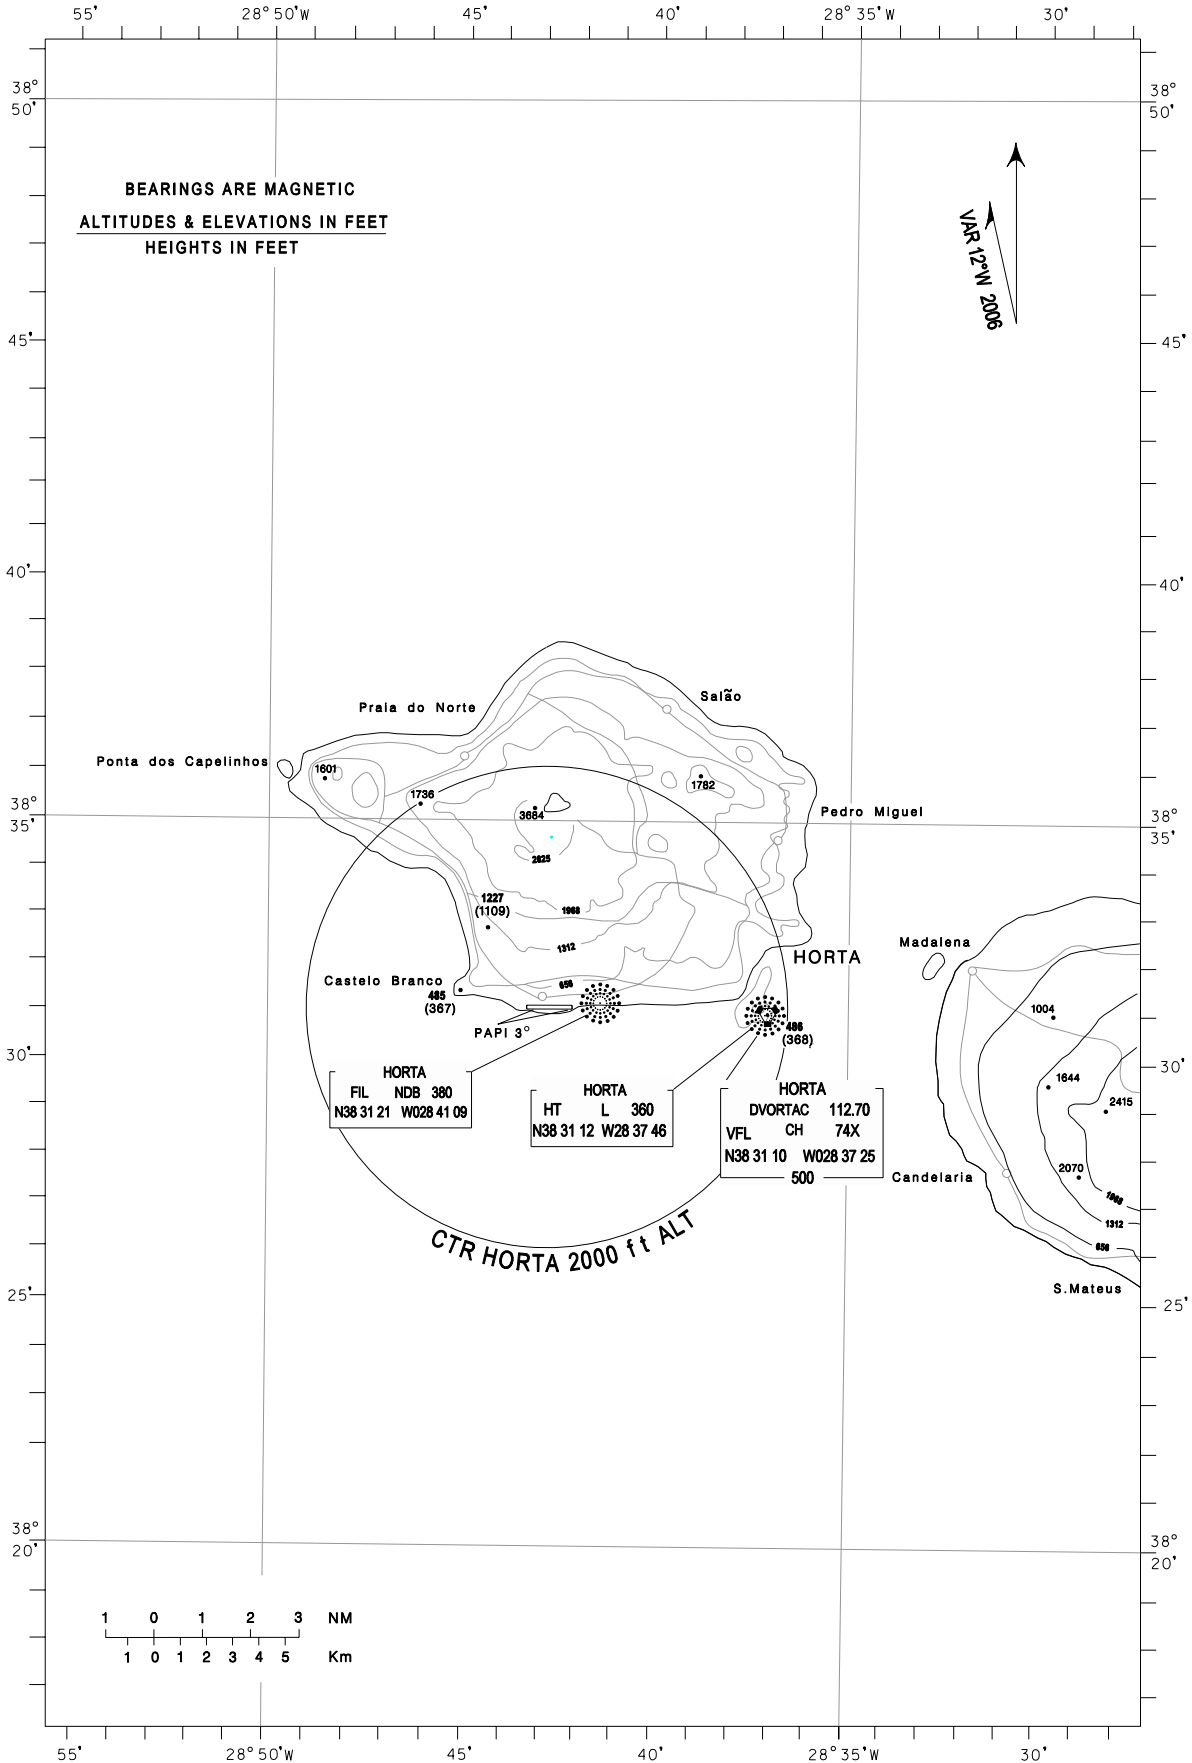 55'
28°50'W
45'
40'
28°35'W
30'
38°
50'
38°
50'
BEARINGS ARE MAGNETIC
ALTITUDES & ELEVATIONS IN FEET
HEIGHTS IN FEET
VAR 12°W 2006
45'
45'
40'
40'
Salão
Praia do Norte
Ponta dos Capelinhos
1601
1782
1736
3684
38°
35'
Pedro Miguel
38°
35'
2625
1227
(1109)
1968
1312
Madalena
HORTA
Castelo Branco
485
(367)
656
1004
486
(368)
PAPI 3°
30'
30'
HORTA
FIL NDB 380
N38 31 21 W028 41 09
HORTA
HT L 360
N38 31 12 W28 37 46
HORTA
DVORTAC 112.70
VFL CH 74X
N38 31 10 W028 37 25
500
1644
2415
2070
Candelaria
1968
1312
656
CTR HORTA 2000 ft ALT
S.Mateus
25'
25'
38°
20'
38°
20'
1 0 1 2 3 NM
1 0 1 2 3 4 5 Km
55'
28°50'W
45'
40'
28°35'W
30'